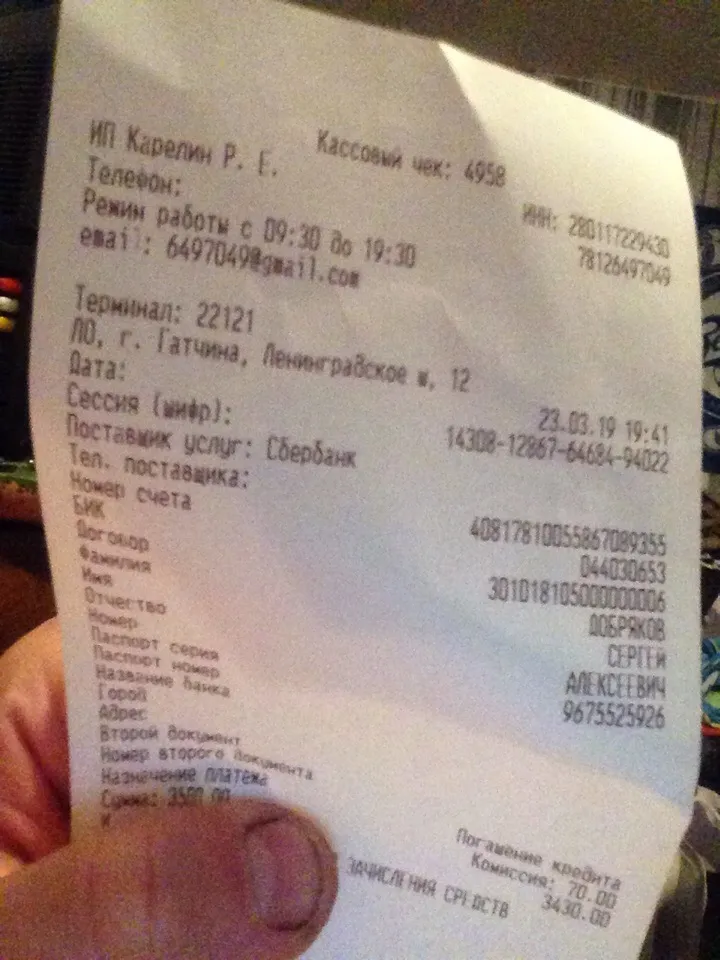 Кассовый чек: 4958
ИП Карелин Р. Е.
ИНН: 280117229430
Телефон: 78126497049
Режим работы с 09:30 до 19:30
email: 6497049@gmail.com
Терминал: 22121
ЛО, г. Гатчина, Ленинградское ш, 12
Дата: 23.03.19 19:41
Сессия (шифр): 14308-12867-64684-94022
Поставщик услуг: Сбербанк
Тел. поставщика:
Номер счета 40817810055867089355
БИК 044030653
Договор 3010181050000000006
Фамилия ДОБРЯКОВ
Имя СЕРГЕЙ
Отчество АЛЕКСЕЕВИЧ
Номер 9675525926
Паспорт серия
Паспорт номер
Название банка
Город
Адрес
Второй документ
Номер второго документа
Назначение платежа Погашение кредита
Сумма: 3500.00 Комиссия: 70.00
К ЗАЧИСЛЕНИЯ СРЕДСТВ 3430.00